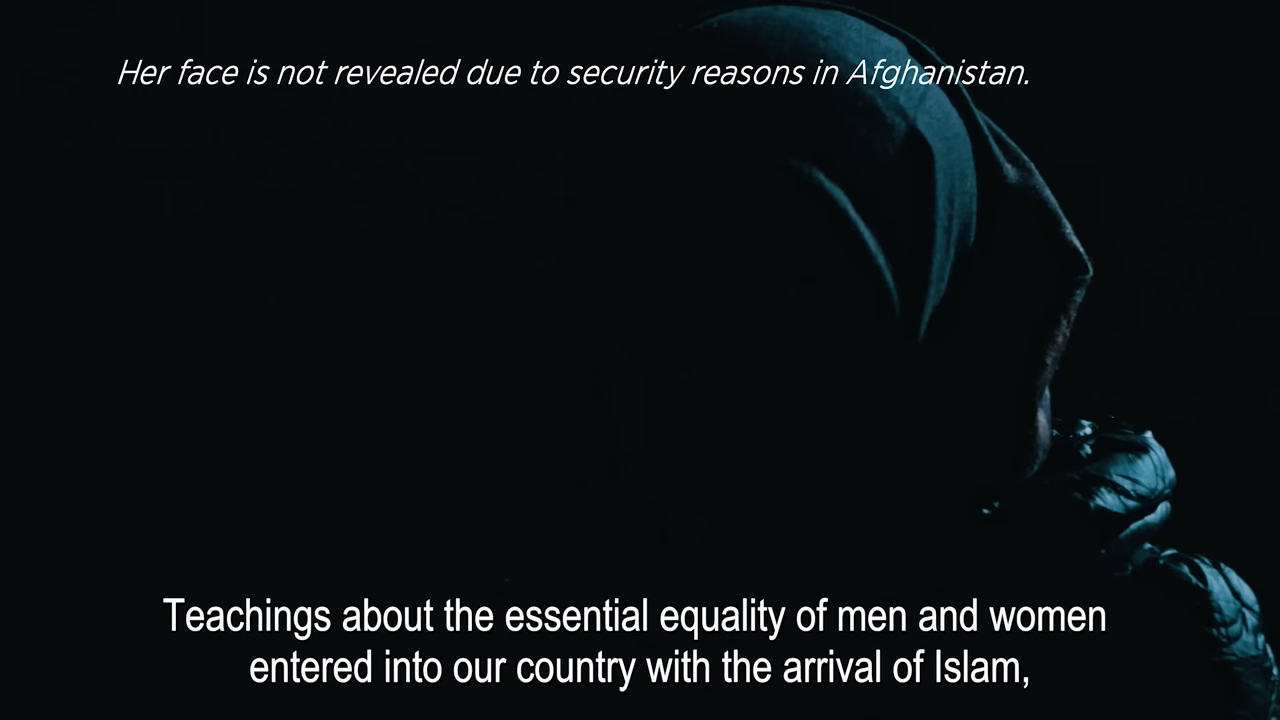 Her face is not revealed due to security reasons in Afghanistan.
Teachings about the essential equality of men and women
entered into our country with the arrival of Islam,